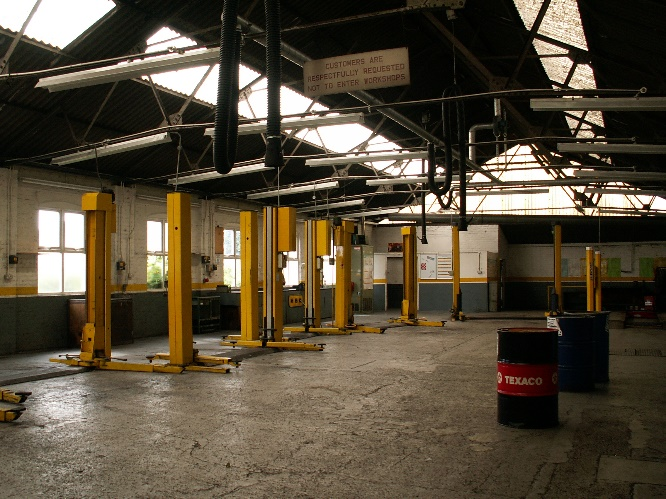 CUSTOMERS ARE
RESPECTFULLY REQUESTED
NOT TO ENTER WORKSHOPS
TEXACO